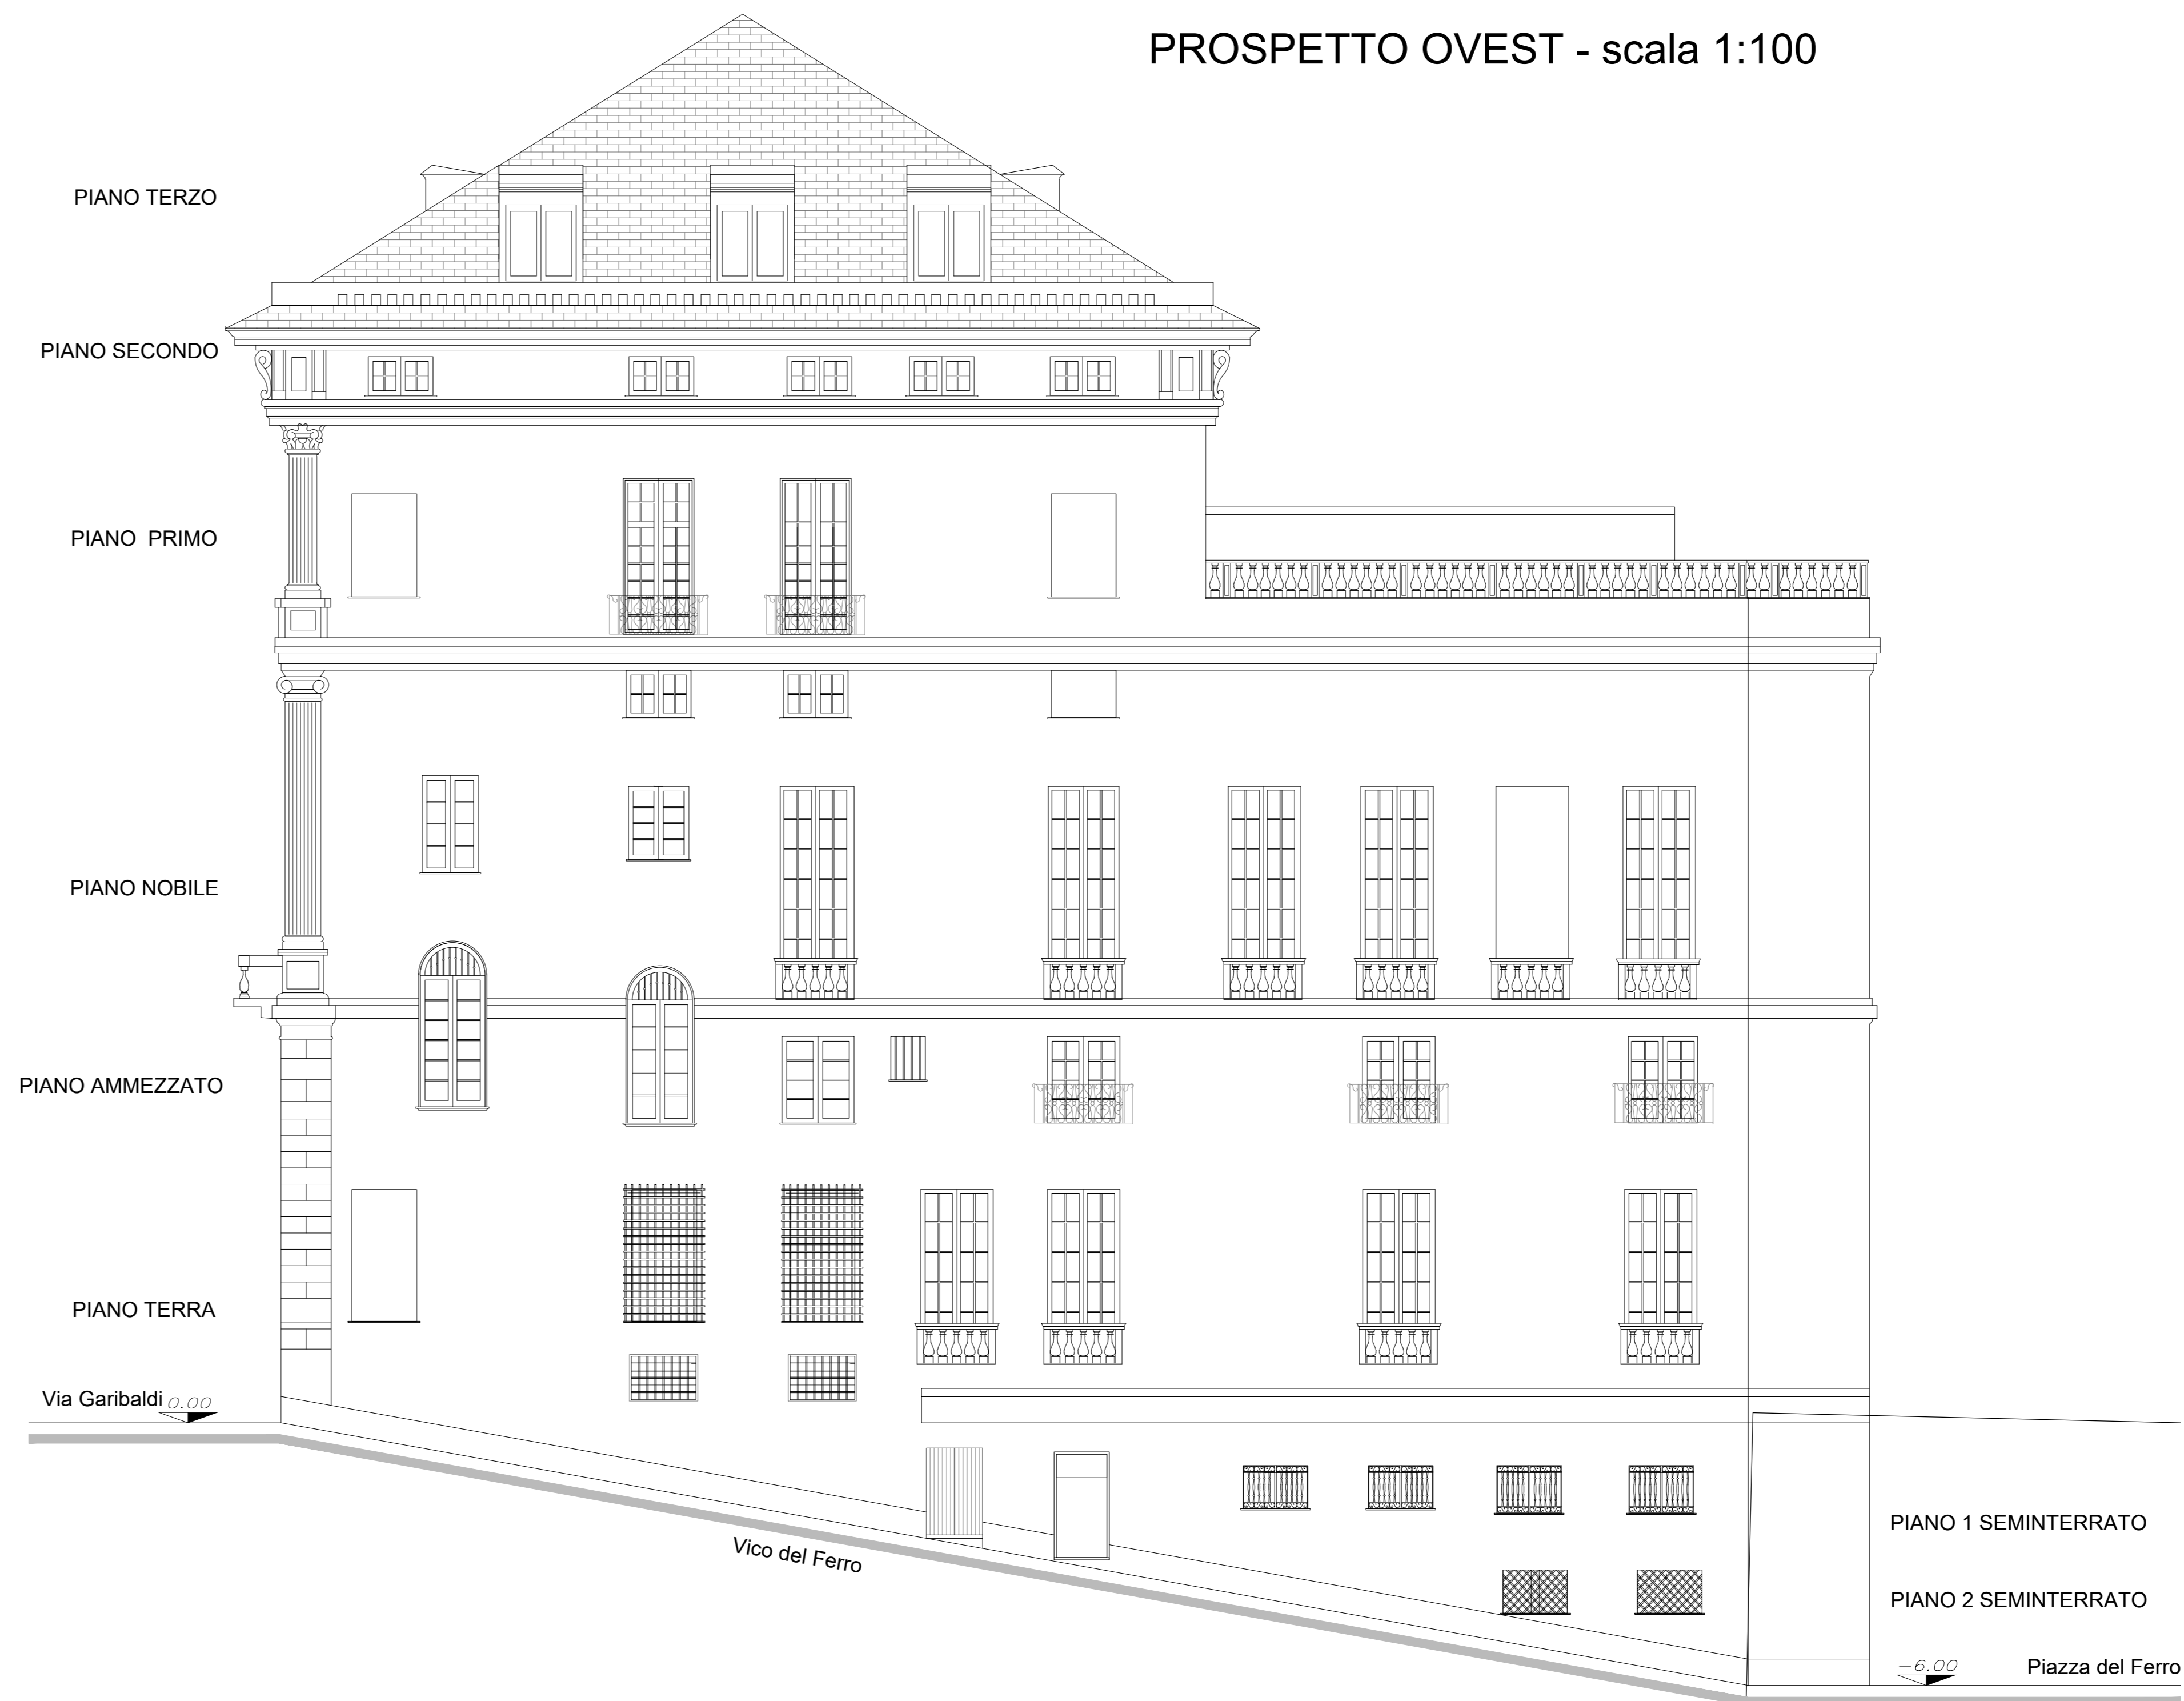 PROSPETTO OVEST - scala 1:100
PIANO TERZO
PIANO SECONDO
PIANO PRIMO
PIANO NOBILE
PIANO AMMEZZATO
PIANO TERRA
Via Garibaldi 0.00
Vico del Ferro
PIANO 1 SEMINTERRATO
PIANO 2 SEMINTERRATO
-6.00 Piazza del Ferro